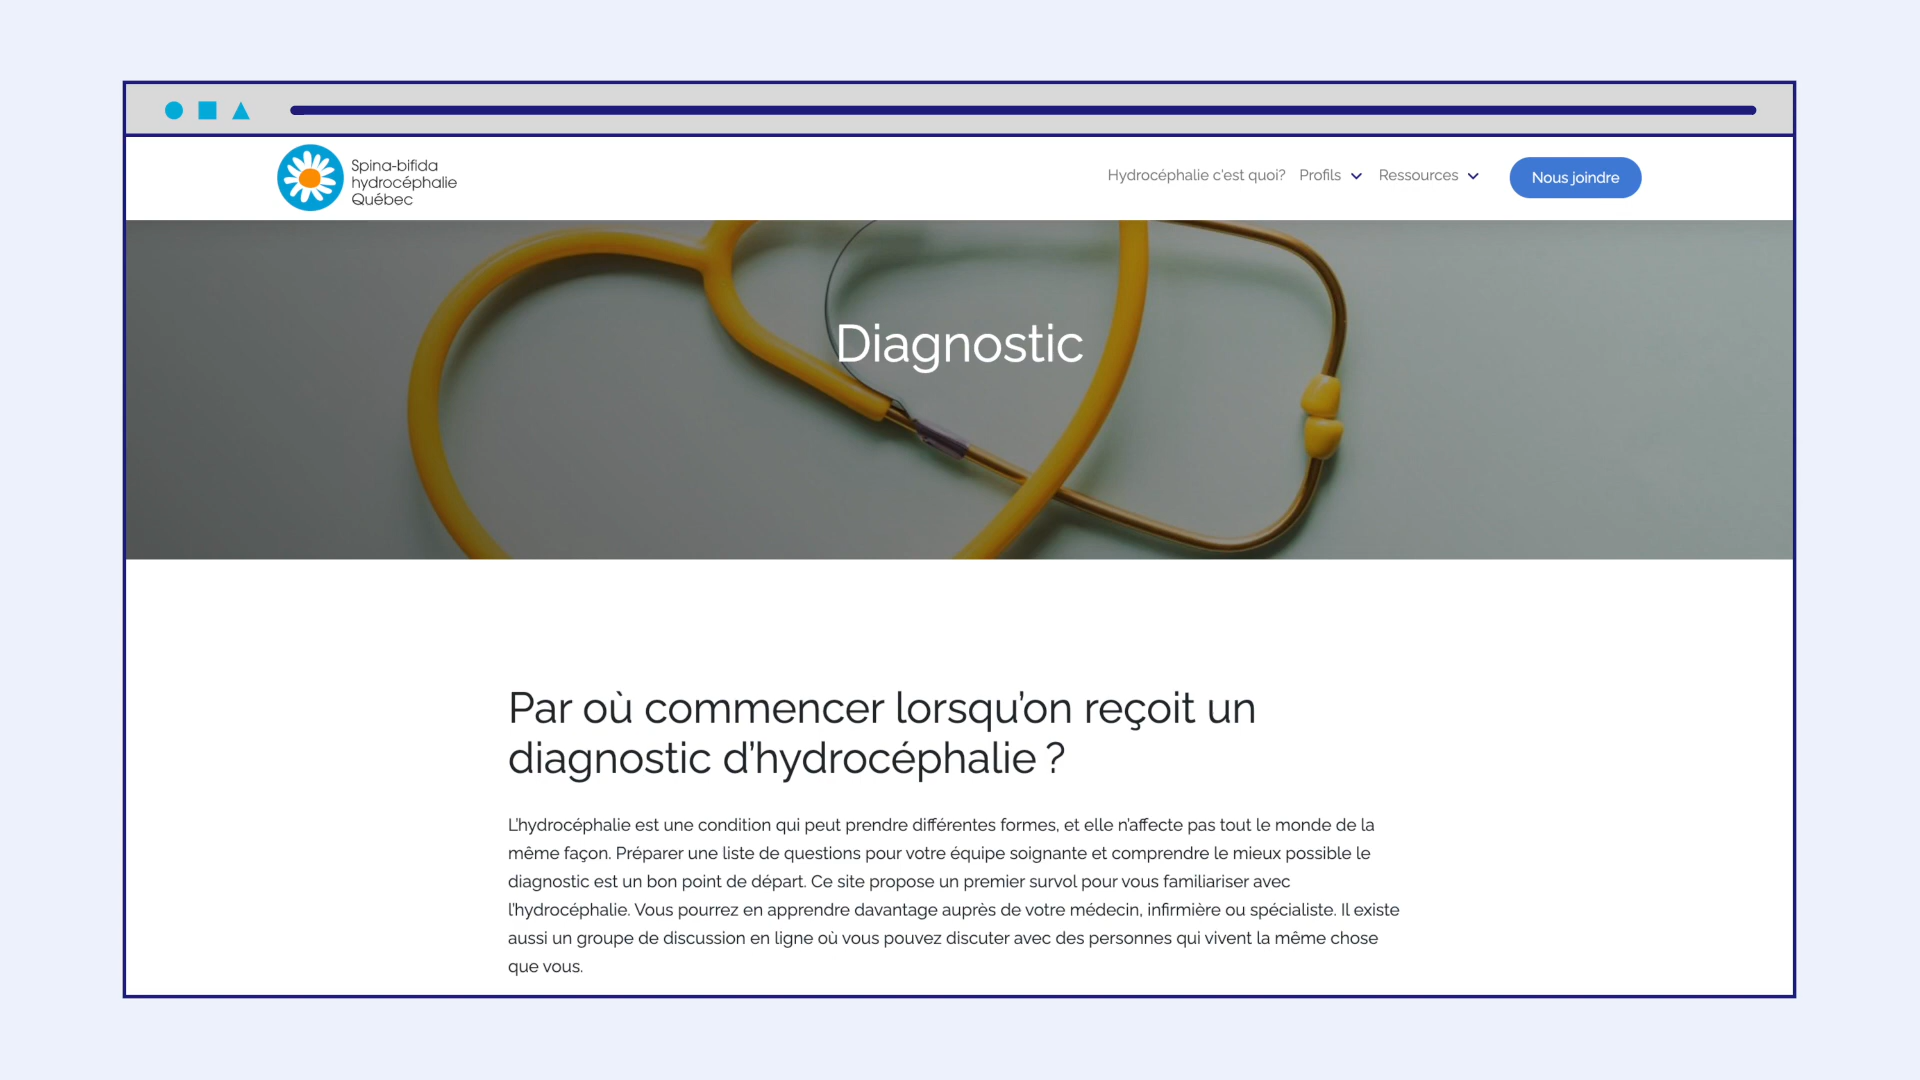 Spina-bifida
hydrocéphalie
Québec
Hydrocéphalie c'est quoi? Profils Ressources Nous joindre
Diagnostic
Par où commencer lorsqu’on reçoit un
diagnostic d’hydrocéphalie ?
L’hydrocéphalie est une condition qui peut prendre différentes formes, et elle n’affecte pas tout le monde de la
même façon. Préparer une liste de questions pour votre équipe soignante et comprendre le mieux possible le
diagnostic est un bon point de départ. Ce site propose un premier survol pour vous familiariser avec
l’hydrocéphalie. Vous pourrez en apprendre davantage auprès de votre médecin, infirmière ou spécialiste. Il existe
aussi un groupe de discussion en ligne où vous pouvez discuter avec des personnes qui vivent la même chose
que vous.